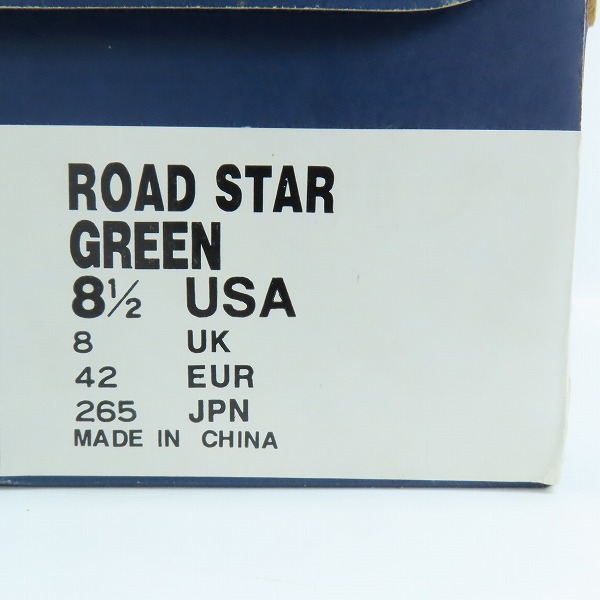 ROAD STAR
GREEN
8½ USA
8 UK
42 EUR
265 JPN
MADE IN CHINA